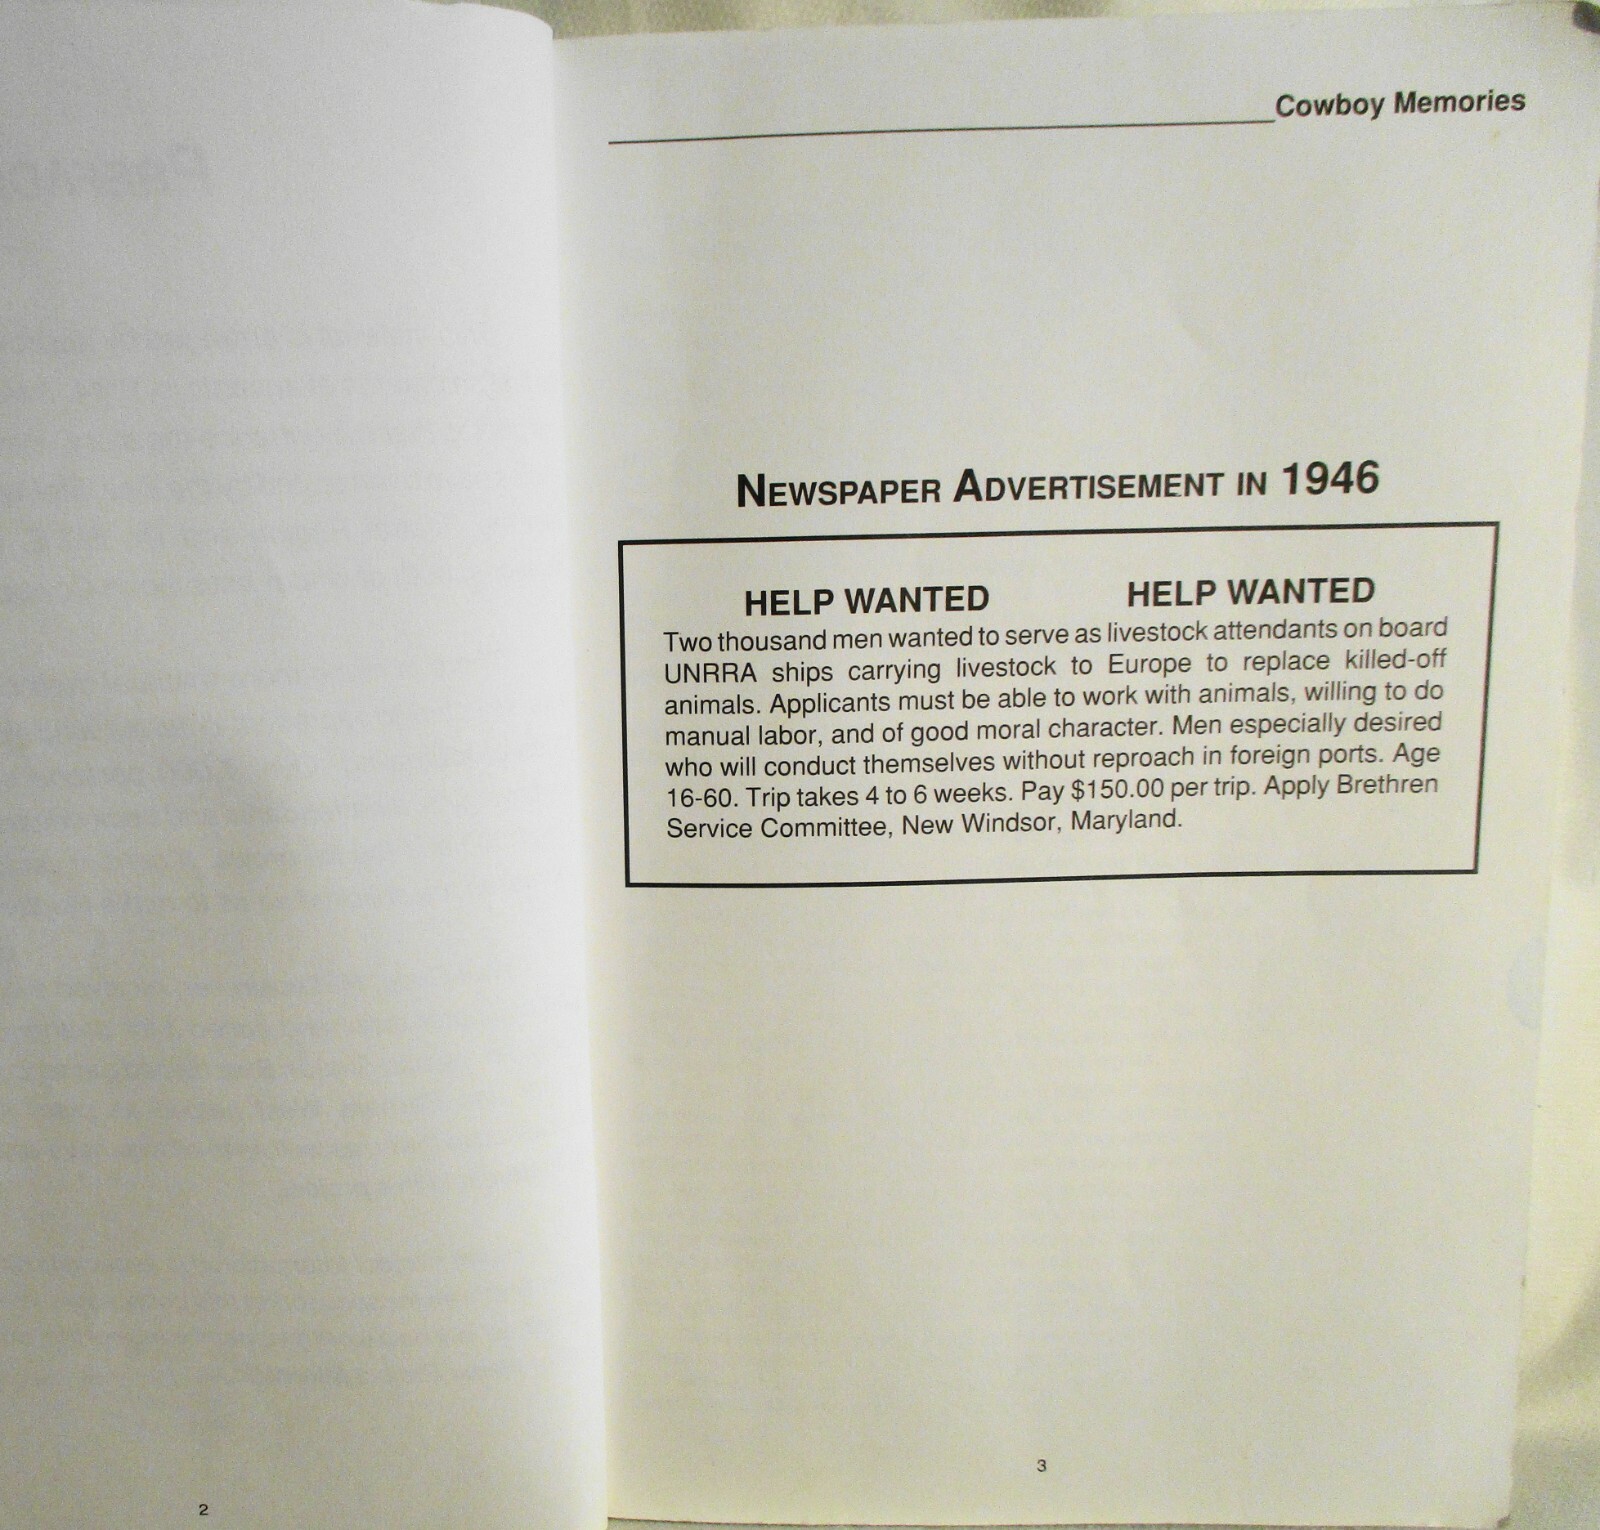 Cowboy Memories
NEWSPAPER ADVERTISEMENT IN 1946
HELP WANTED HELP WANTED
Two thousand men wanted to serve as livestock attendants on board
UNRRA ships carrying livestock to Europe to replace killed-off
animals. Applicants must be able to work with animals, willing to do
manual labor, and of good moral character. Men especially desired
who will conduct themselves without reproach in foreign ports. Age
16-60. Trip takes 4 to 6 weeks. Pay $150.00 per trip. Apply Brethren
Service Committee, New Windsor, Maryland.
3
2